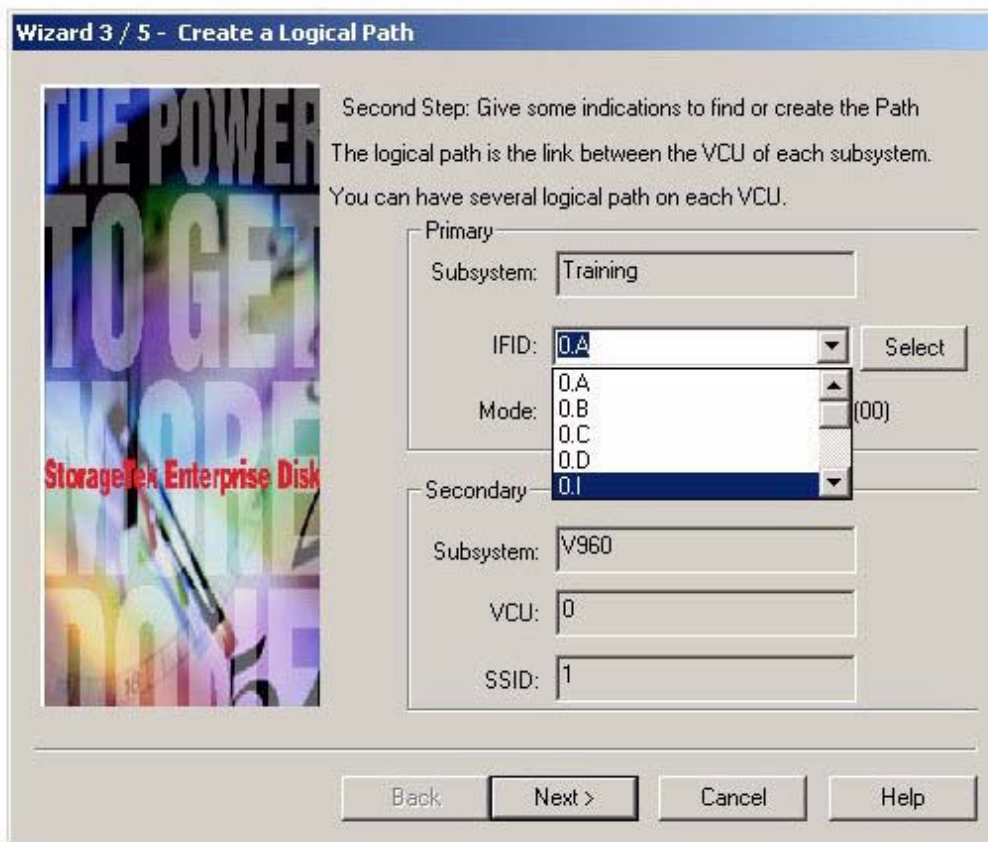 Wizard 3 / 5 - Create a Logical Path
THE POWER
TO GET
MORE
DONE
StorageTek Enterprise Disk
Second Step: Give some indications to find or create the Path
The logical path is the link between the VCU of each subsystem.
You can have several logical path on each VCU.
Primary
Subsystem: Training
IFID: 0.A Select
0.A
0.B
Mode: (00)
0.C
0.D
0.I
Secondary
Subsystem: V960
VCU: 0
SSID: 1
Back Next > Cancel Help